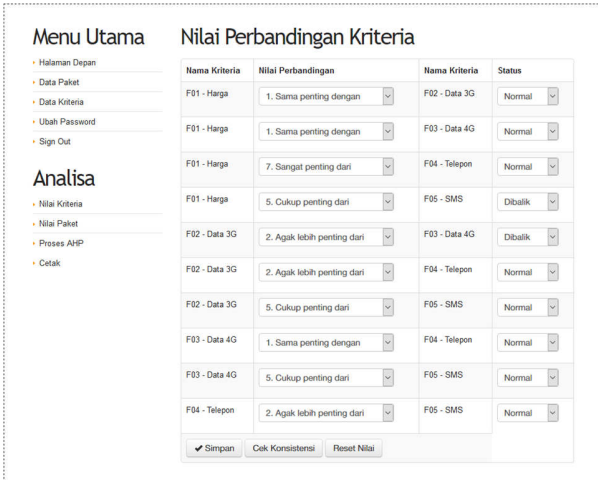 Menu Utama
Halaman Depan
Data Paket
Data Kriteria
Ubah Password
Sign Out
Analisa
Nilai Kriteria
Nilai Paket
Proses AHP
Cetak
Nilai Perbandingan Kriteria
Nama Kriteria Nilai Perbandingan Nama Kriteria Status
F01 - Harga 1. Sama penting dengan F02 - Data 3G Normal
F01 - Harga 1. Sama penting dengan F03 - Data 4G Normal
F01 - Harga 7. Sangat penting dari F04 - Telepon Normal
F01 - Harga 5. Cukup penting dari F05 - SMS Dibalik
F02 - Data 3G 2. Agak lebih penting dari F03 - Data 4G Dibalik
F02 - Data 3G 2. Agak lebih penting dari F04 - Telepon Normal
F02 - Data 3G 5. Cukup penting dari F05 - SMS Normal
F03 - Data 4G 1. Sama penting dengan F04 - Telepon Normal
F03 - Data 4G 5. Cukup penting dari F05 - SMS Normal
F04 - Telepon 2. Agak lebih penting dari F05 - SMS Normal
Simpan Cek Konsistensi Reset Nilai